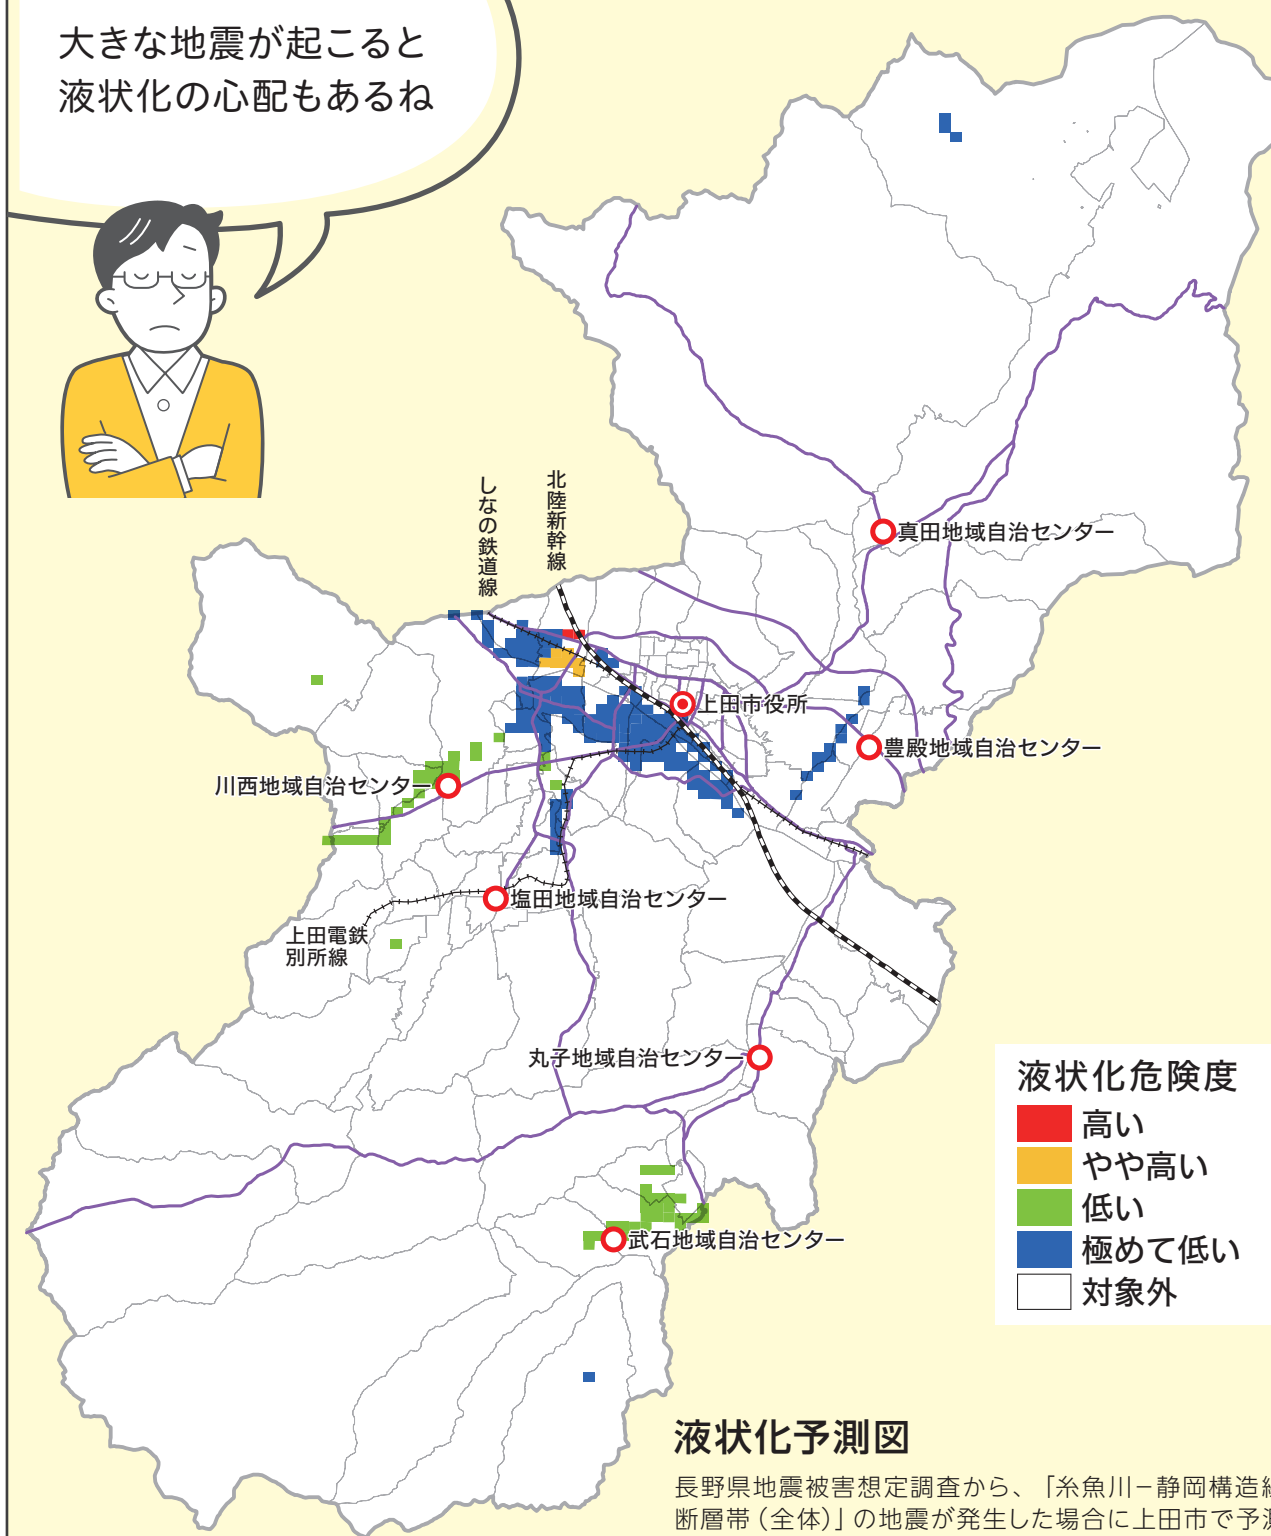 大きな地震が起こると
液状化の心配もあるね
しなの鉄道線
北陸新幹線
真田地域自治センター
上田市役所
豊殿地域自治センター
川西地域自治センター
塩田地域自治センター
上田電鉄
別所線
丸子地域自治センター
武石地域自治センター
液状化危険度
高い
やや高い
低い
極めて低い
対象外
液状化予測図
長野県地震被害想定調査から、「糸魚川−静岡構造線
断層帯（全体）」の地震が発生した場合に上田市で予測